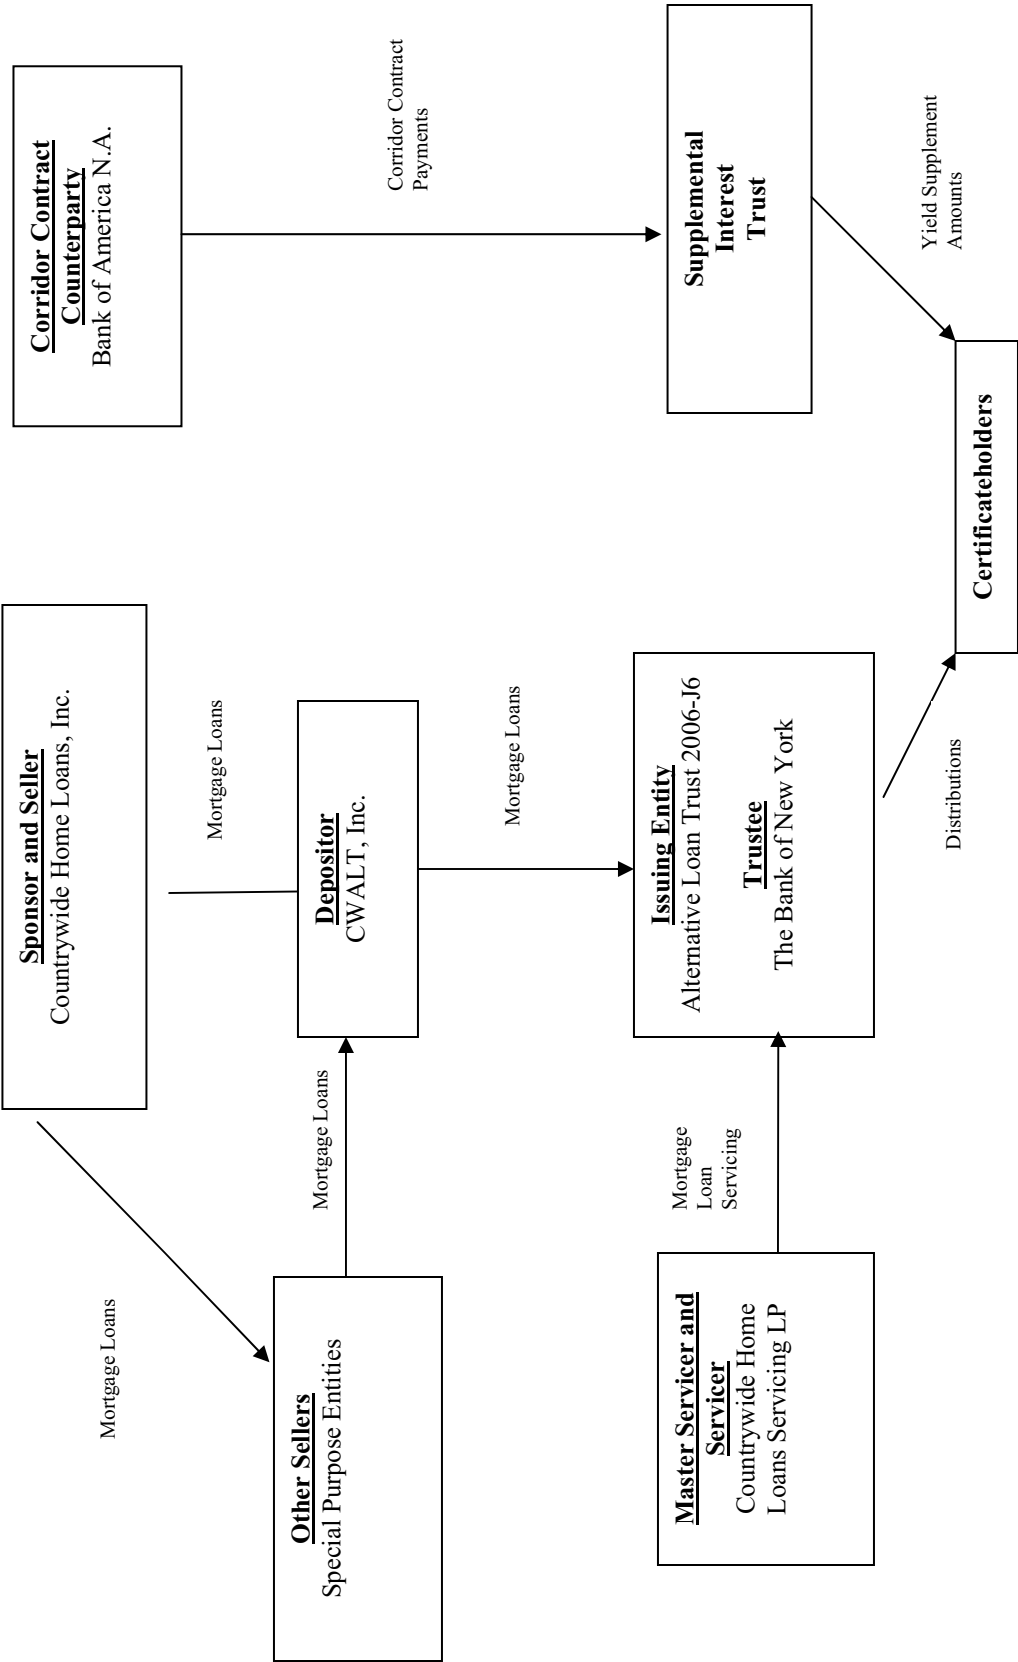 Sponsor and Seller
Countrywide Home Loans, Inc.
Corridor Contract
Counterparty
Bank of America N.A.
Mortgage Loans
Mortgage Loans
Corridor Contract
Payments
Other Sellers
Special Purpose Entities
Mortgage Loans
Depositor
CWALT, Inc.
Mortgage Loans
Master Servicer and
Servicer
Countrywide Home
Loans Servicing LP
Mortgage
Loan
Servicing
Issuing Entity
Alternative Loan Trust 2006-J6
Trustee
The Bank of New York
Supplemental
Interest
Trust
Distributions
Yield Supplement
Amounts
Certificateholders